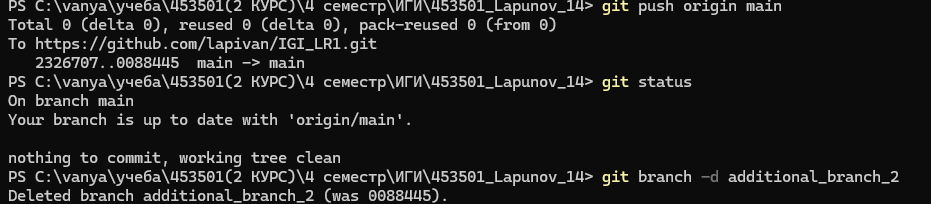 PS C:\vanya\учеба\453501(2 КУРС)\4 семестр\ИГИ\453501_Lapunov_14> git push origin main
Total 0 (delta 0), reused 0 (delta 0), pack-reused 0 (from 0)
To https://github.com/lapivan/IGI_LR1.git
   2326707..0088445  main -> main
PS C:\vanya\учеба\453501(2 КУРС)\4 семестр\ИГИ\453501_Lapunov_14> git status
On branch main
Your branch is up to date with 'origin/main'.

nothing to commit, working tree clean
PS C:\vanya\учеба\453501(2 КУРС)\4 семестр\ИГИ\453501_Lapunov_14> git branch -d additional_branch_2
Deleted branch additional_branch_2 (was 0088445).